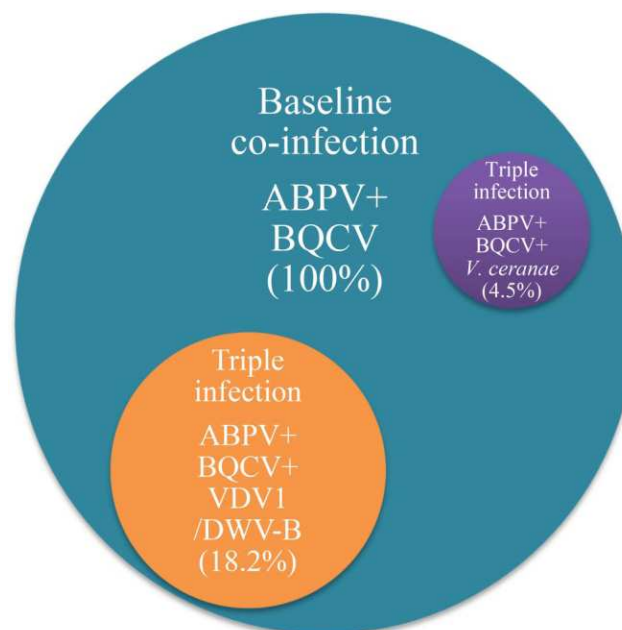 Baseline
co-infection
ABPV+
BQCV
(100%)
Triple
infection
ABPV+
BQCV+
V. ceranae
(4.5%)
Triple
infection
ABPV+
BQCV+
VDV1
/DWV-B
(18.2%)